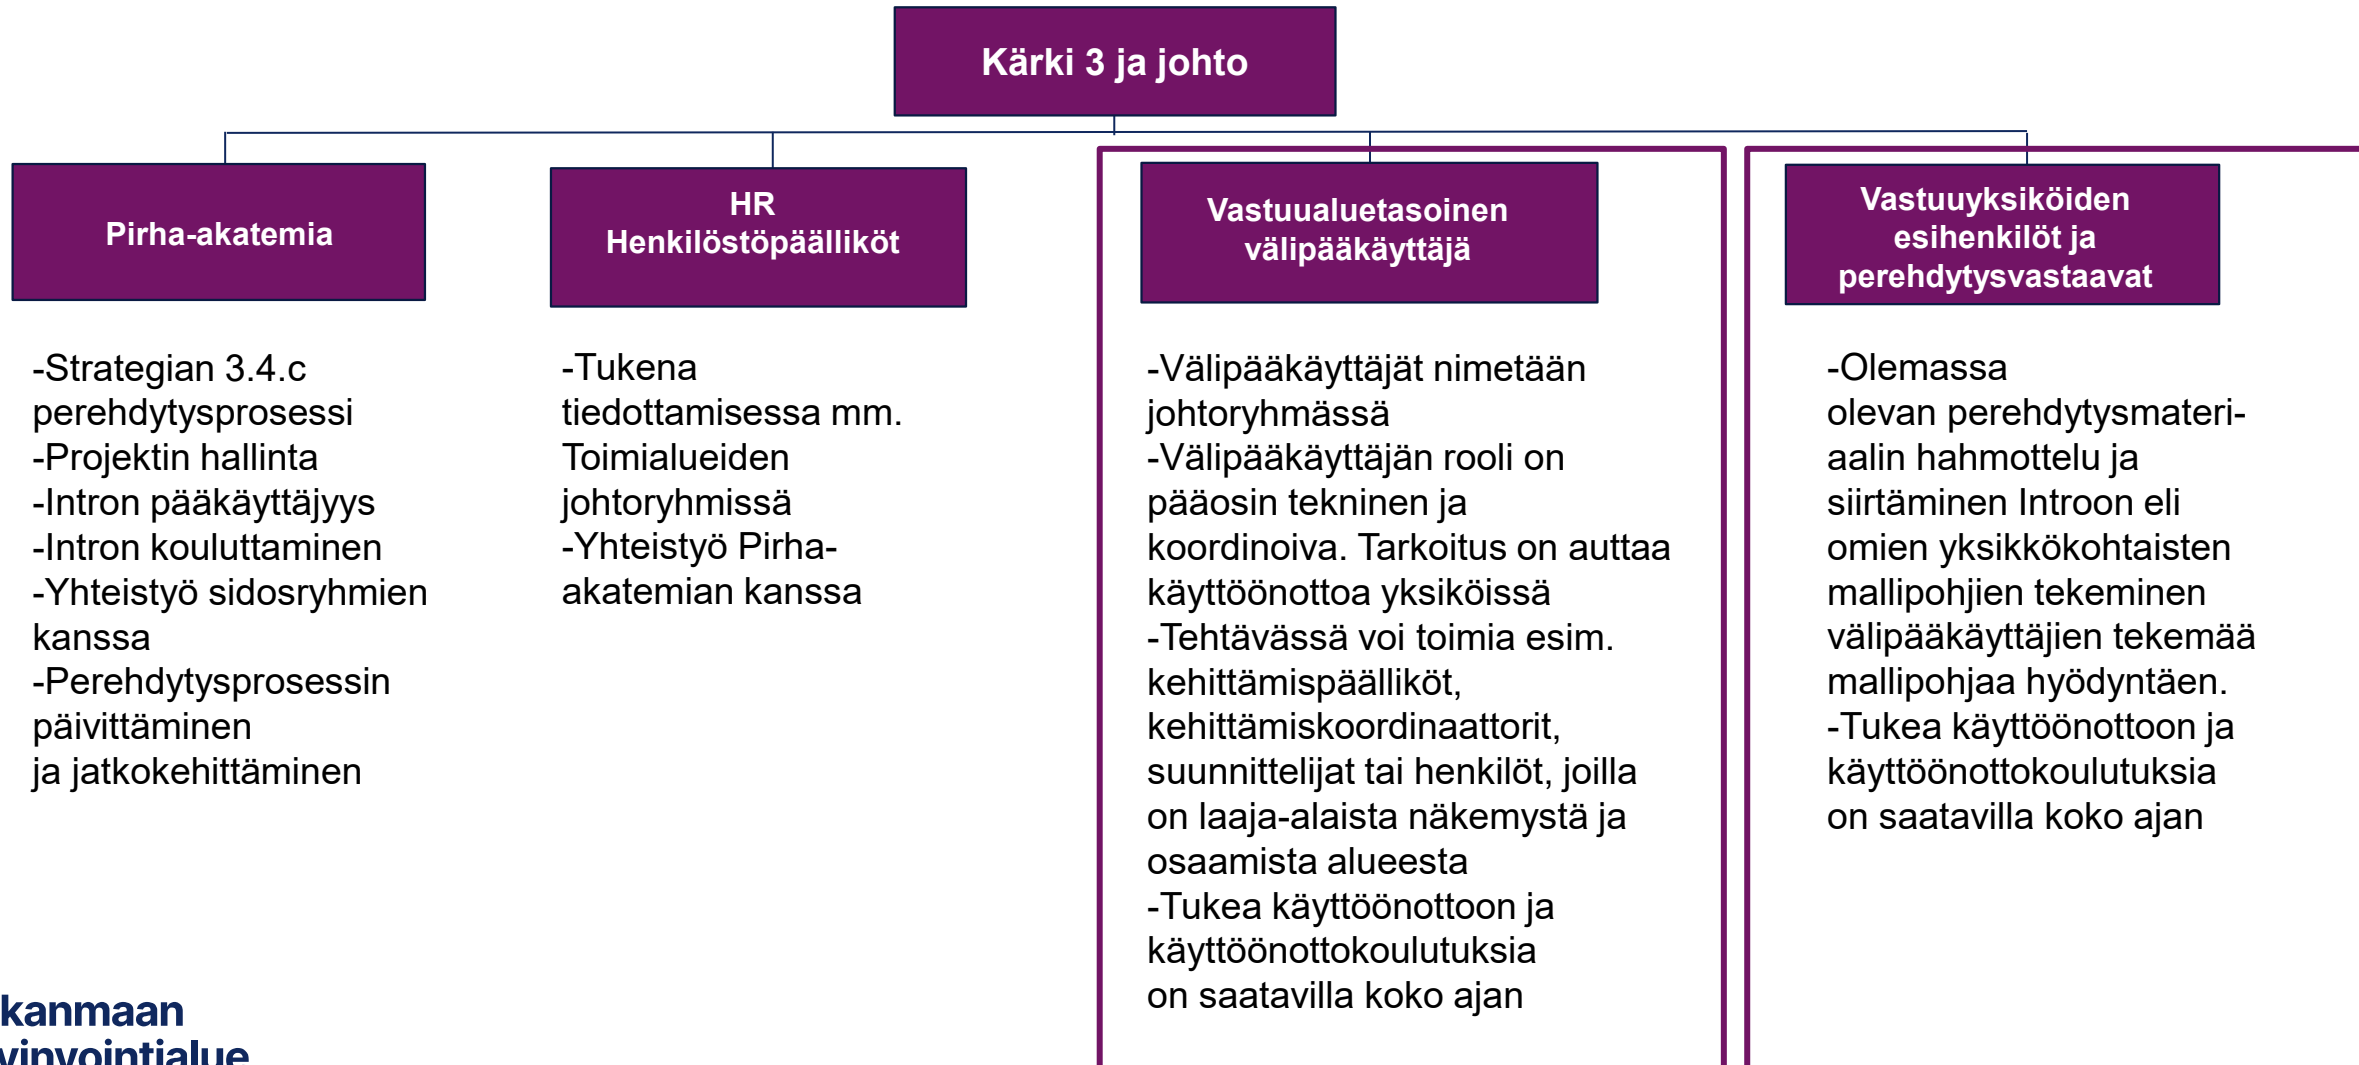 Kärki 3 ja johto
Pirha-akatemia
-Strategian 3.4.c
perehdytysprosessi
-Projektin hallinta
-Intron pääkäyttäjyys
-Intron kouluttaminen
-Yhteistyö sidosryhmien
kanssa
-Perehdytysprosessin
päivittäminen
ja jatkokehittäminen
HR
Henkilöstöpäälliköt
-Tukena
tiedottamisessa mm.
Toimialueiden
johtoryhmissä
-Yhteistyö Pirha-
akatemian kanssa
Vastuualuetasoinen
välipääkäyttäjä
-Välipääkäyttäjät nimetään
johtoryhmässä
-Välipääkäyttäjän rooli on
pääosin tekninen ja
koordinoiva. Tarkoitus on auttaa
käyttöönottoa yksiköissä
-Tehtävässä voi toimia esim.
kehittämispäälliköt,
kehittämiskoordinaattorit,
suunnittelijat tai henkilöt, joilla
on laaja-alaista näkemystä ja
osaamista alueesta
-Tukea käyttöönottoon ja
käyttöönottokoulutuksia
on saatavilla koko ajan
Vastuuyksiköiden
esihenkilöt ja
perehdytysvastaavat
-Olemassa
olevan perehdytysmateri-
aalin hahmottelu ja
siirtäminen Introon eli
omien yksikkökohtaisten
mallipohjien tekeminen
välipääkäyttäjien tekemää
mallipohjaa hyödyntäen.
-Tukea käyttöönottoon ja
käyttöönottokoulutuksia
on saatavilla koko ajan
kanmaan
vinvointialue